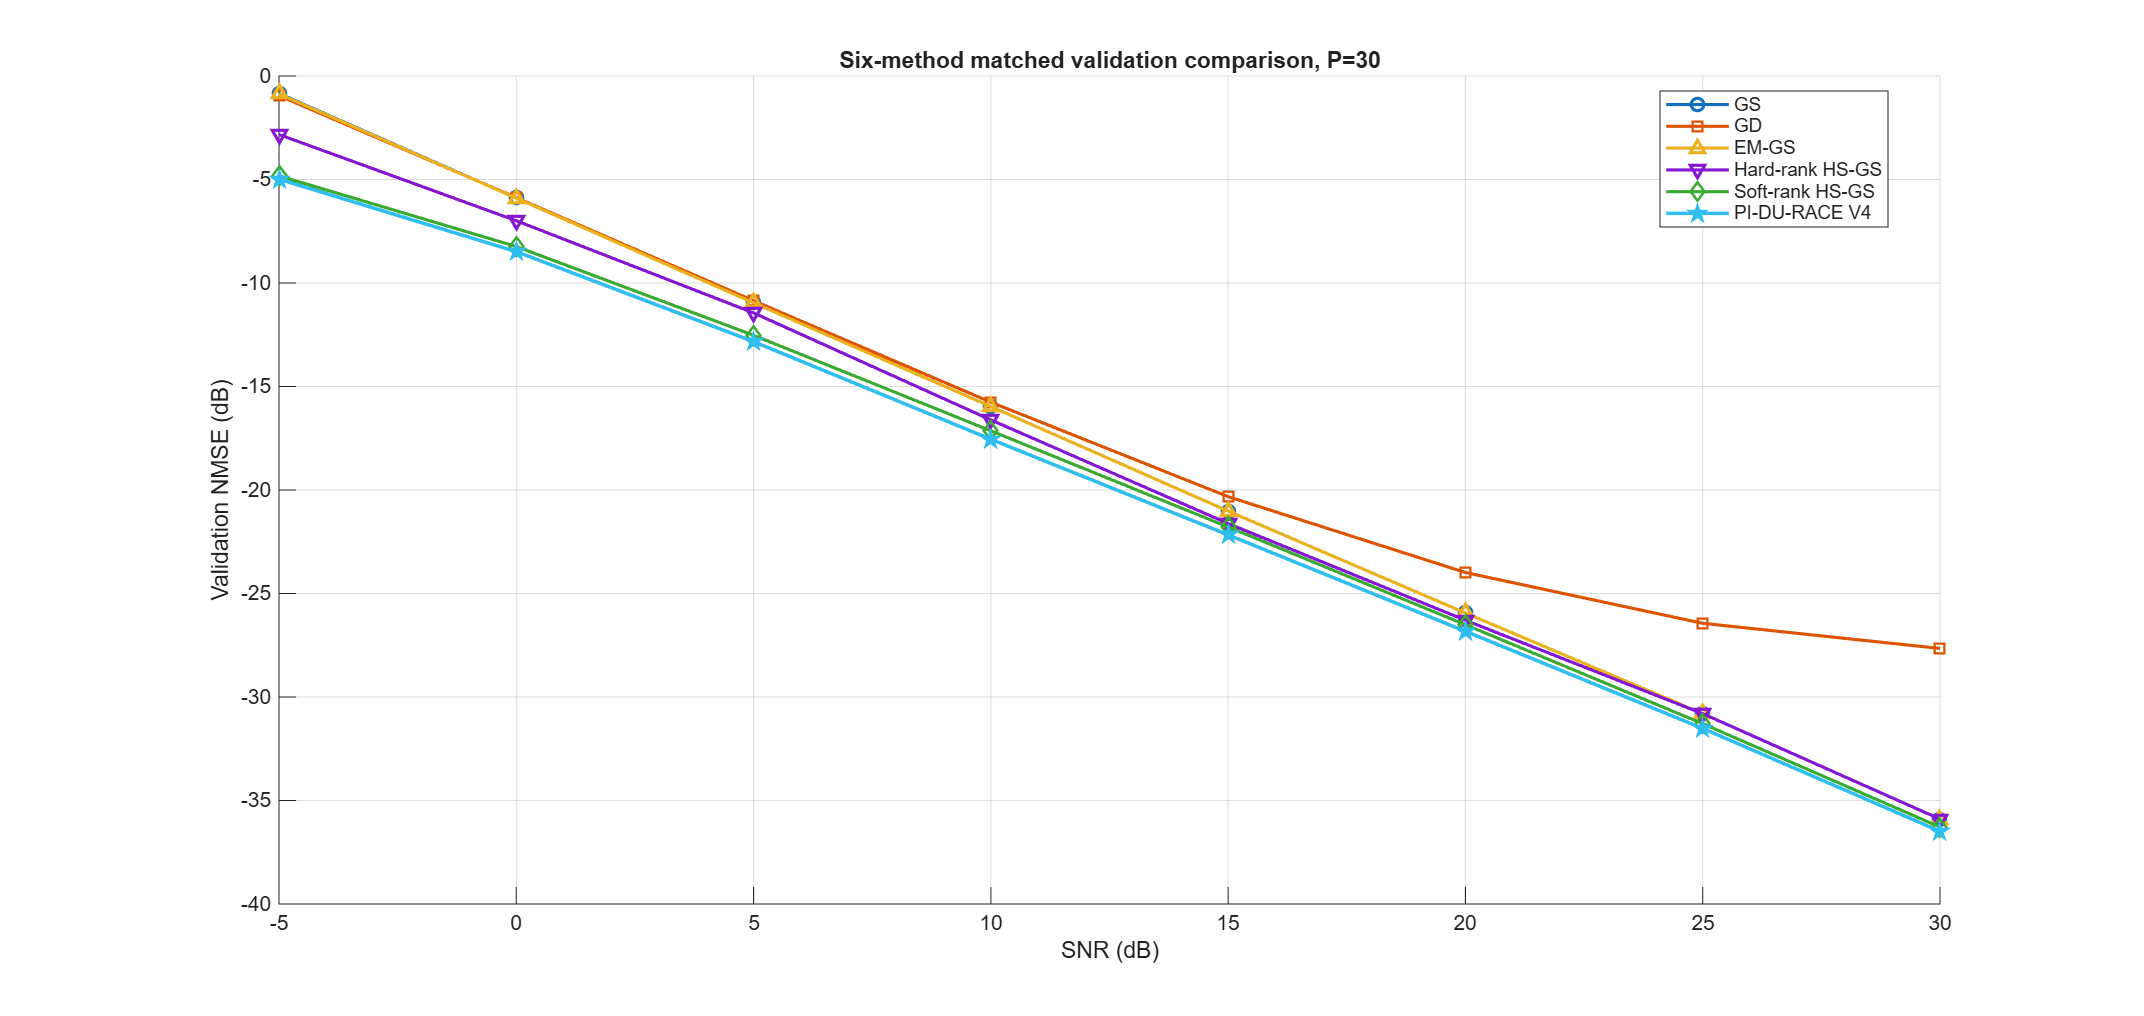 Six-method matched validation comparison, P=30
GS
GD
EM-GS
Hard-rank HS-GS
Soft-rank HS-GS
PI-DU-RACE V4
Validation NMSE (dB)
0
-5
-10
-15
-20
-25
-30
-35
-40
-5 0 5 10 15 20 25 30
SNR (dB)